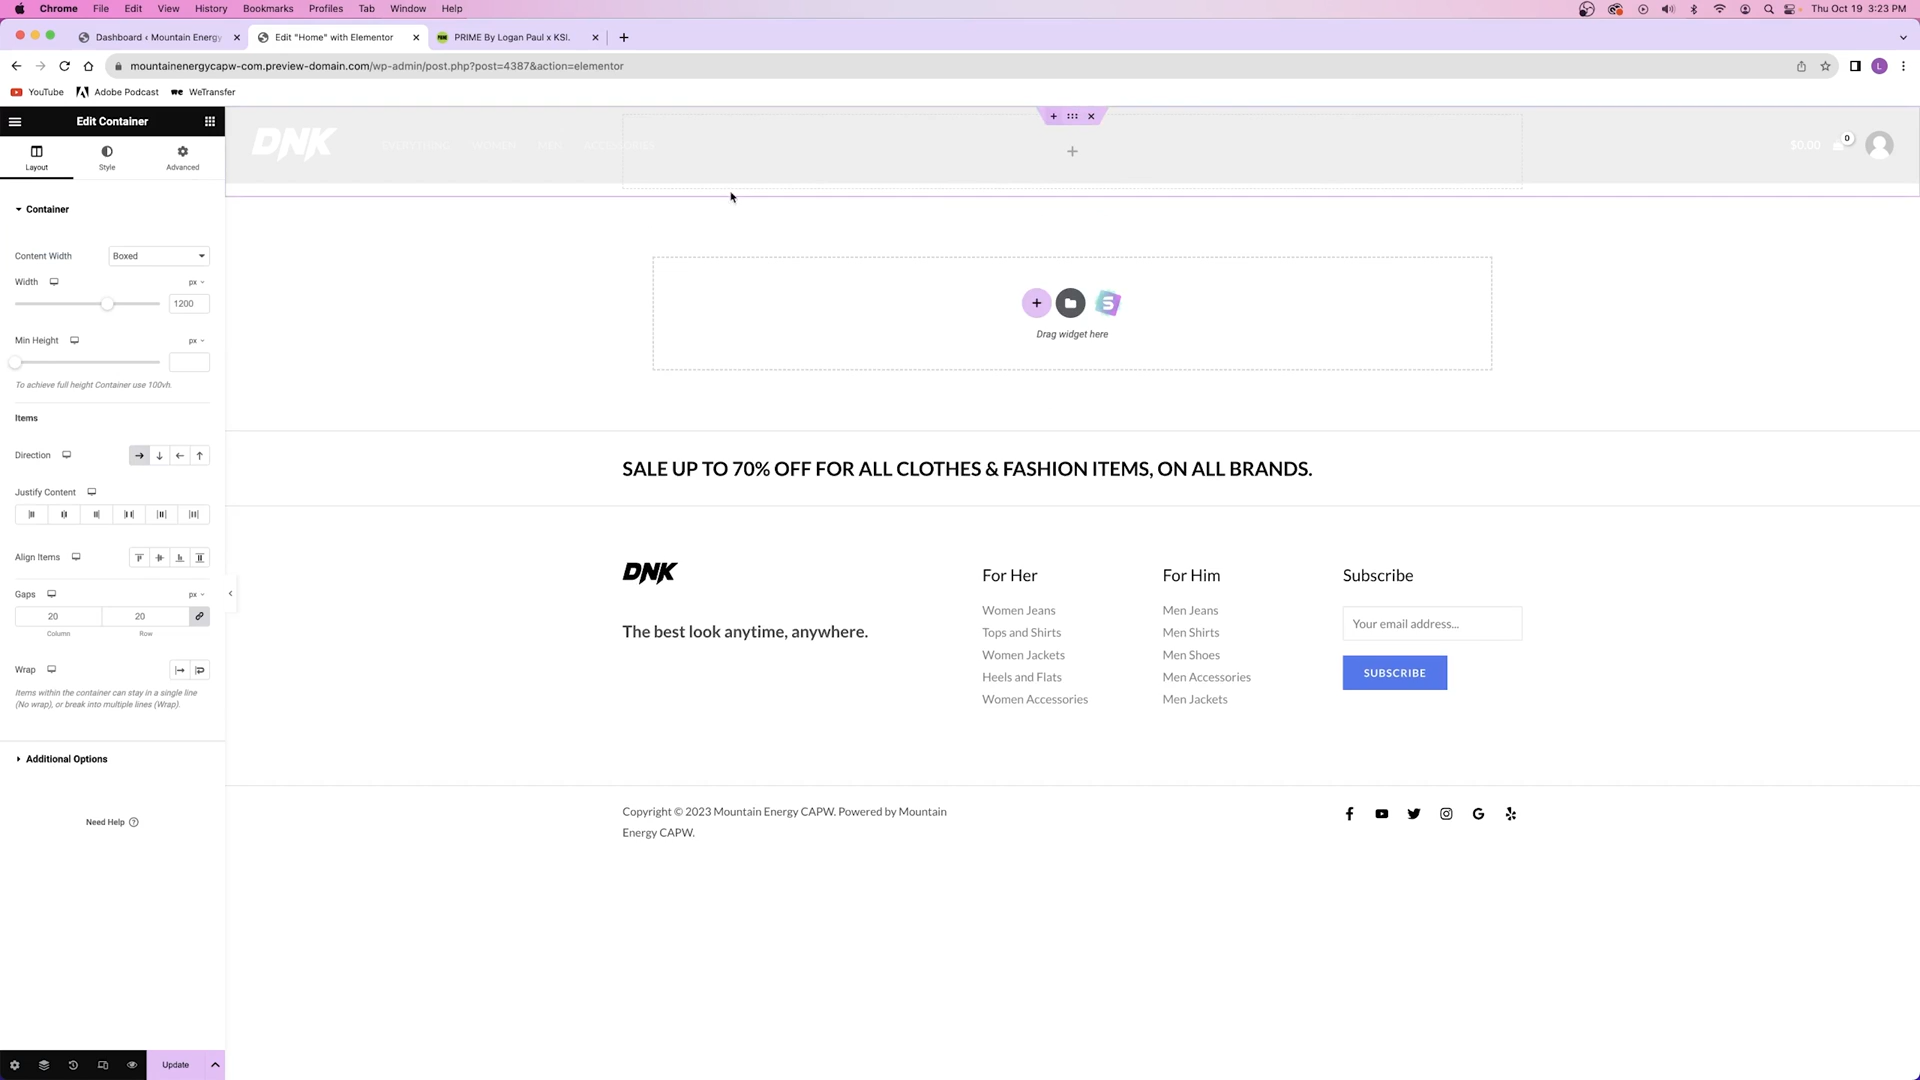 Chrome File Edit View History Bookmarks Profiles Tab Window Help Thu Oct 19 3:23 PM
Dashboard ‹ Mountain Energy Edit "Home" with Elementor PRIME By Logan Paul x KSI.
mountainenergycapw-com.preview-domain.com/wp-admin/post.php?post=4387&action=elementor L
YouTube Adobe Podcast WeTransfer
Edit Container
Layout Style Advanced
Container
Content Width Boxed
Width px
1200
Min Height px
To achieve full height Container use 100vh.
Items
Direction
Justify Content
Align Items
Gaps px
20 20
Column Row
Wrap
Items within the container can stay in a single line
(No wrap), or break into multiple lines (Wrap).
Additional Options
Need Help
Update
DNK EVERYTHING WOMEN MEN ACCESSORIES $0.00 0
S
Drag widget here
SALE UP TO 70% OFF FOR ALL CLOTHES & FASHION ITEMS, ON ALL BRANDS.
DNK
The best look anytime, anywhere.
For Her
Women Jeans
Tops and Shirts
Women Jackets
Heels and Flats
Women Accessories
For Him
Men Jeans
Men Shirts
Men Shoes
Men Accessories
Men Jackets
Subscribe
Your email address...
SUBSCRIBE
Copyright © 2023 Mountain Energy CAPW. Powered by Mountain
Energy CAPW.